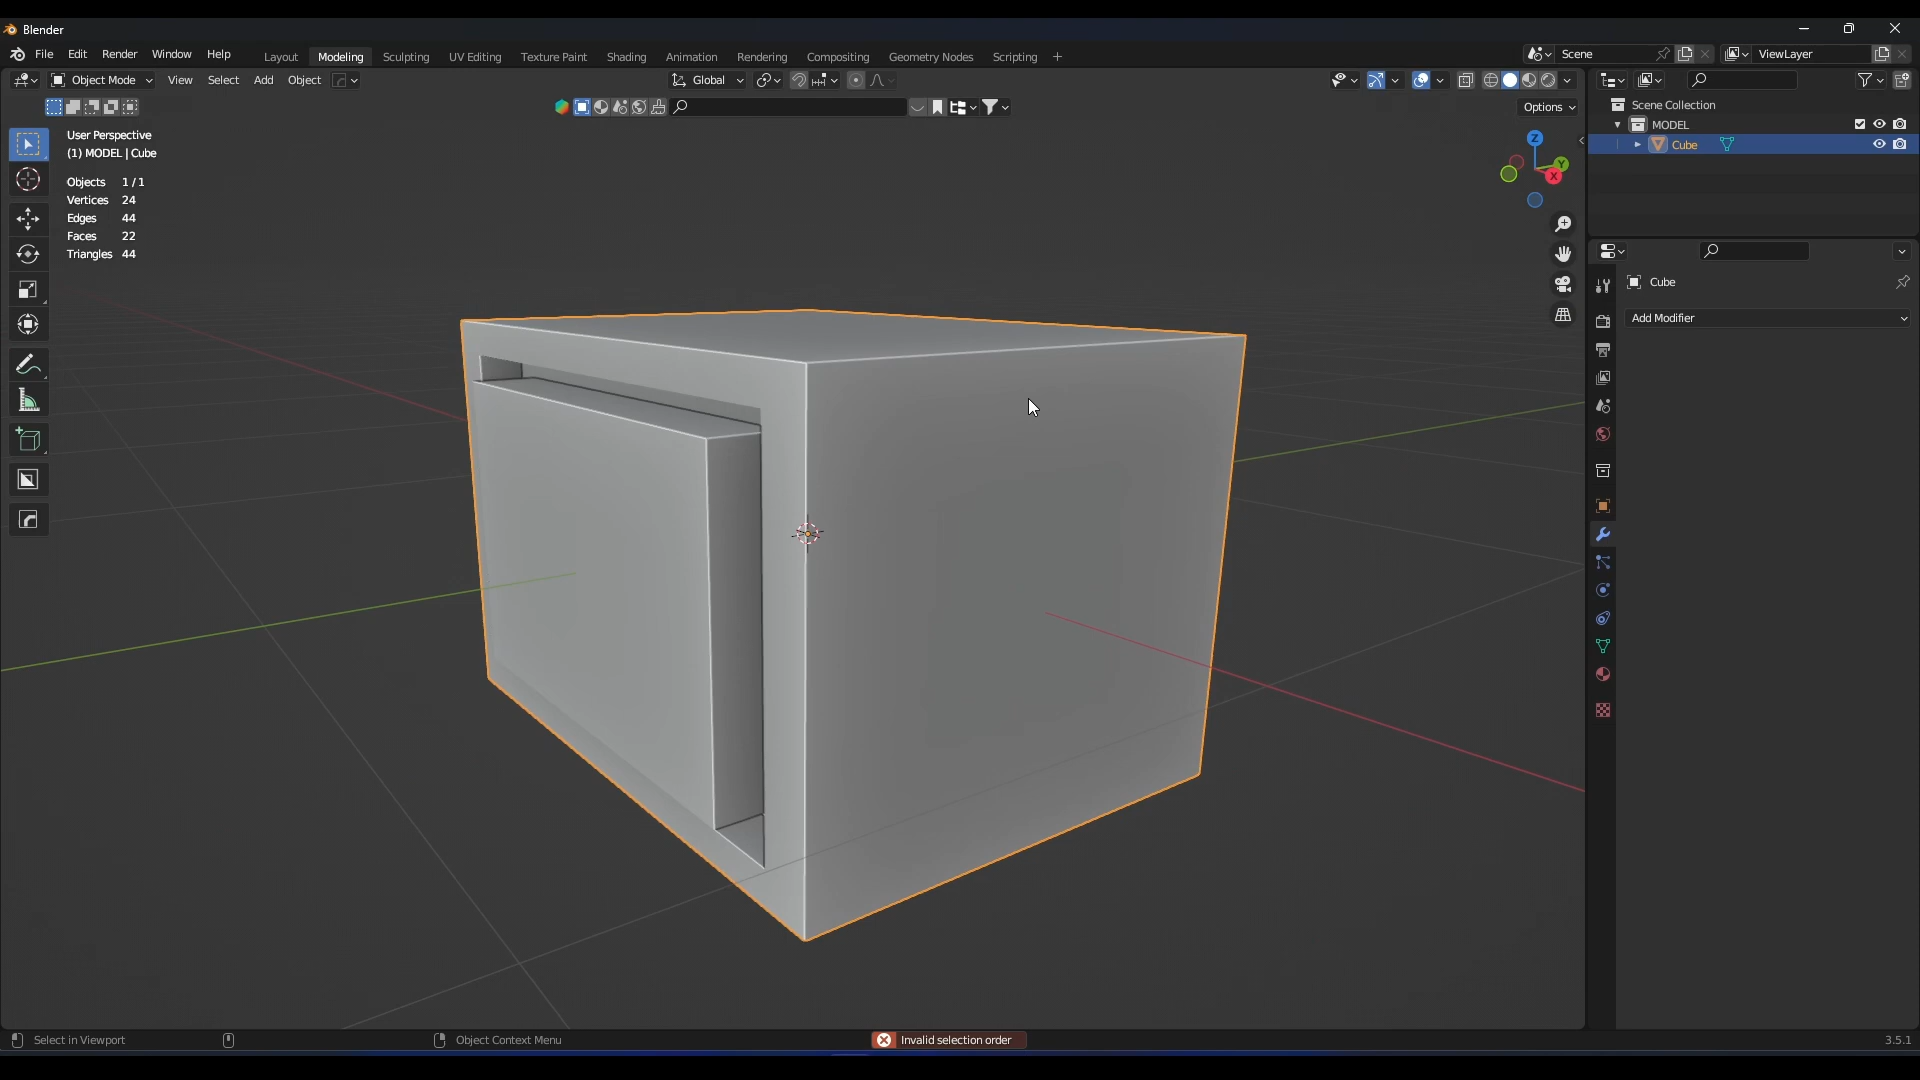 Blender
File Edit Render Window Help Layout Modeling Sculpting UV Editing Texture Paint Shading Animation Rendering Compositing Geometry Nodes Scripting + Scene ViewLayer
Object Mode View Select Add Object Global
Options
User Perspective
(1) MODEL | Cube
Objects 1/1
Vertices 24
Edges 44
Faces 22
Triangles 44
Z
Y
X
Scene Collection
MODEL
Cube
Cube
Add Modifier
Select in Viewport Object Context Menu Invalid selection order 3.5.1